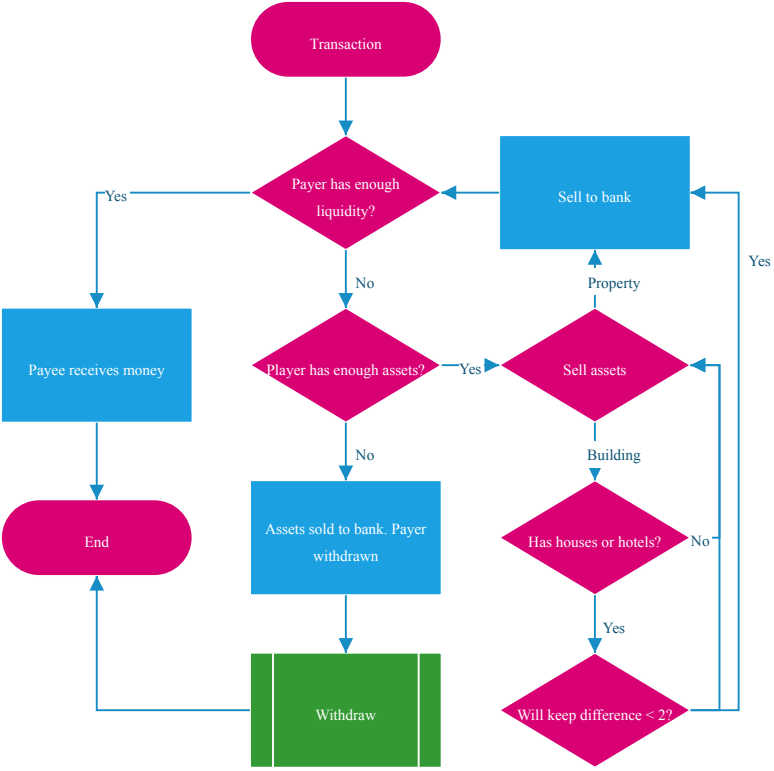 Transaction
Payer has enough
liquidity?
Sell to bank
Yes
Yes
No
Property
Payee receives money
Player has enough assets?
Yes
Sell assets
No
Building
End
Assets sold to bank. Payer
withdrawn
Has houses or hotels?
No
Yes
Withdraw
Will keep difference < 2?